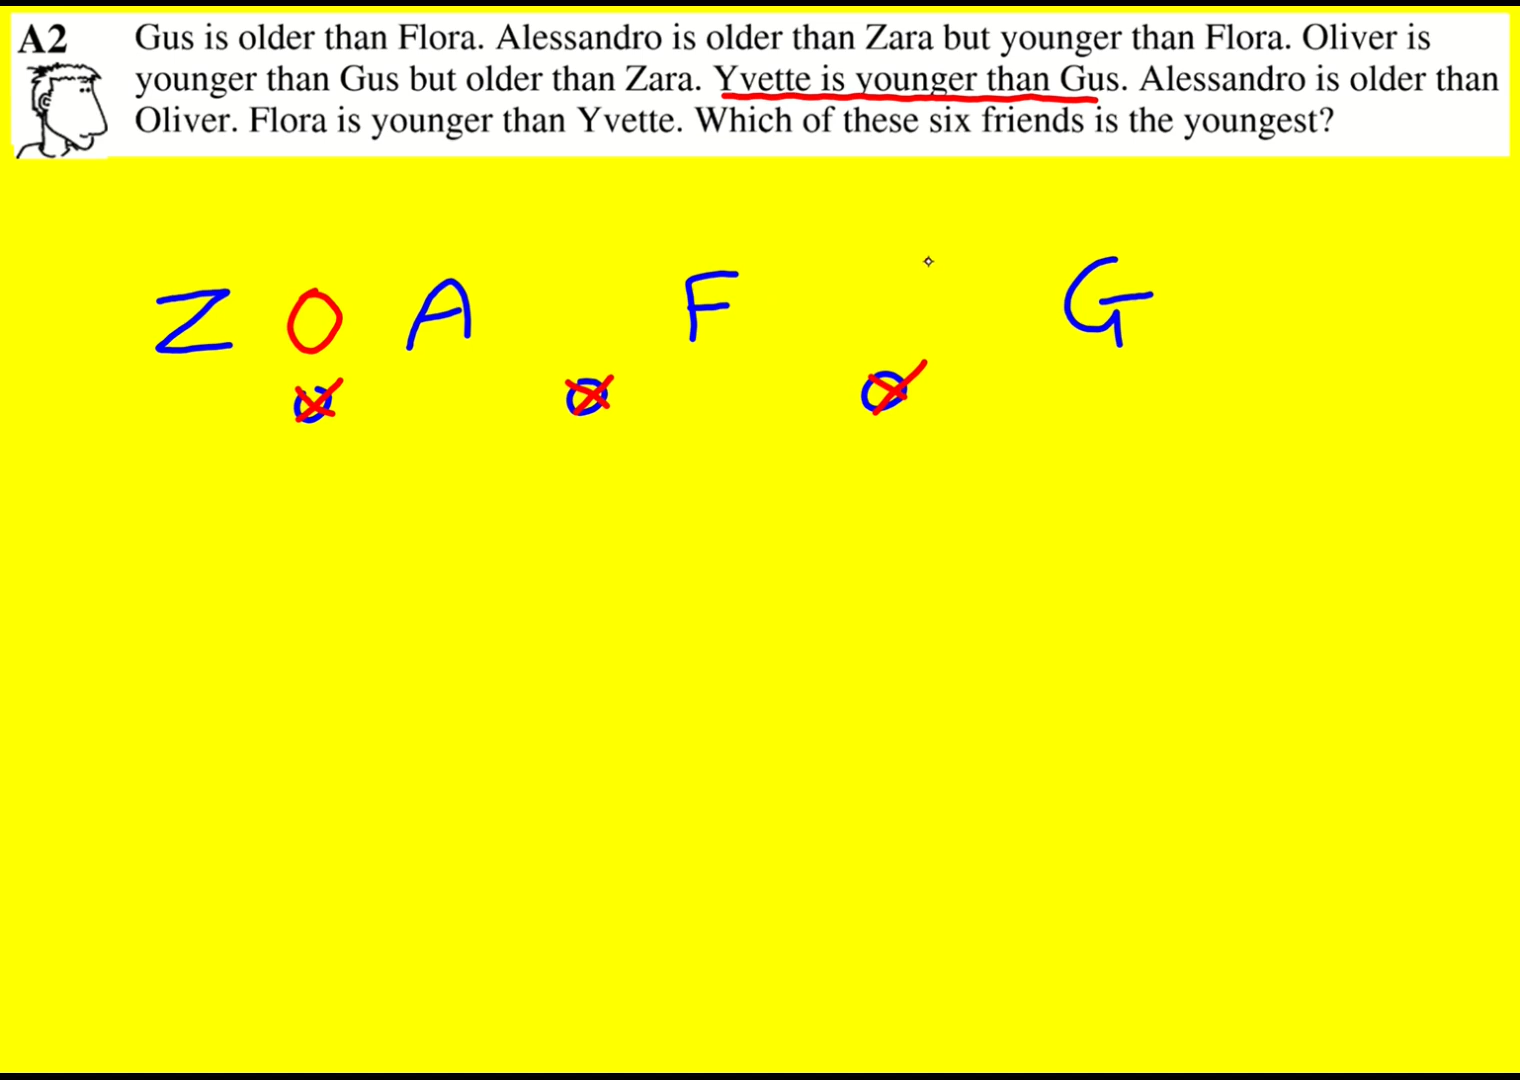 A2 Gus is older than Flora. Alessandro is older than Zara but younger than Flora. Oliver is
younger than Gus but older than Zara. Yvette is younger than Gus. Alessandro is older than
Oliver. Flora is younger than Yvette. Which of these six friends is the youngest?
Z O A F G
O O O